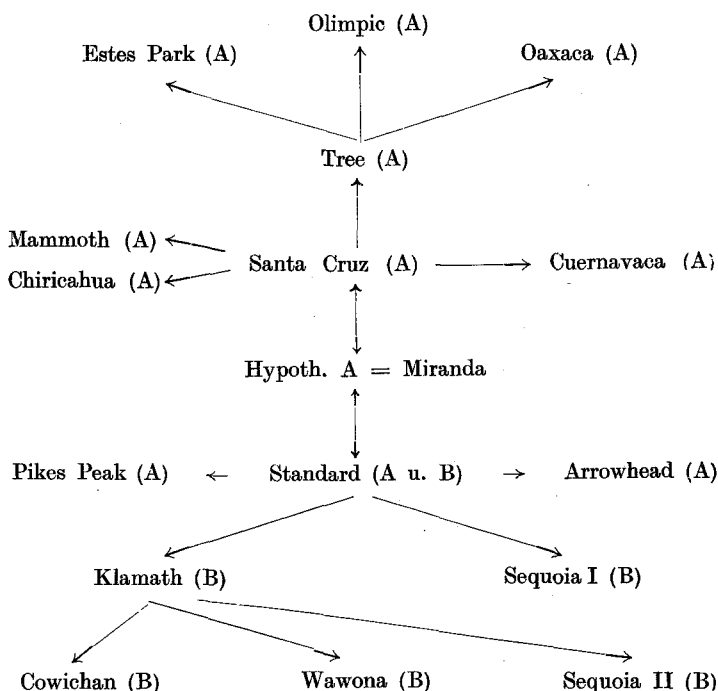 Olimpic (A)
Estes Park (A) Oaxaca (A)
Tree (A)
Mammoth (A)
Santa Cruz (A) Cuernavaca (A)
Chiricahua (A)
Hypoth. A = Miranda
Pikes Peak (A) ← Standard (A u. B) → Arrowhead (A)
Klamath (B) Sequoia I (B)
Cowichan (B) Wawona (B) Sequoia II (B)